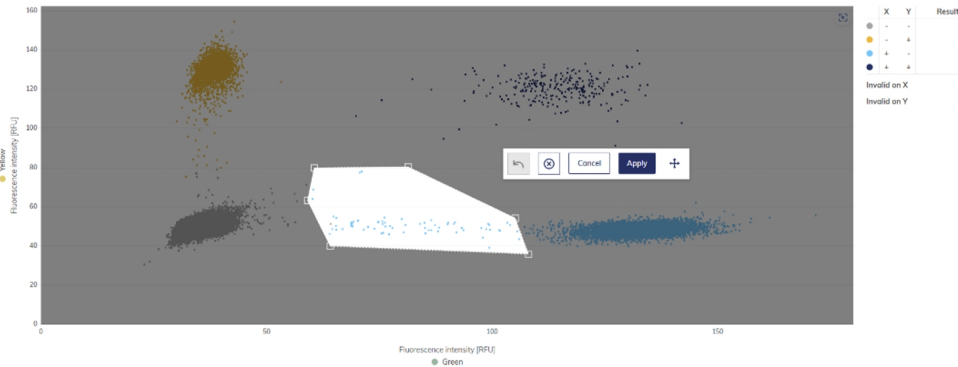 160
140
120
100
80
60
40
20
0
Yellow
Fluorescence intensity [RFU]
0 50 100 150
Fluorescence intensity [RFU]
Green
Cancel Apply
X Y Result
- -
- +
+ -
+ +
Invalid on X
Invalid on Y